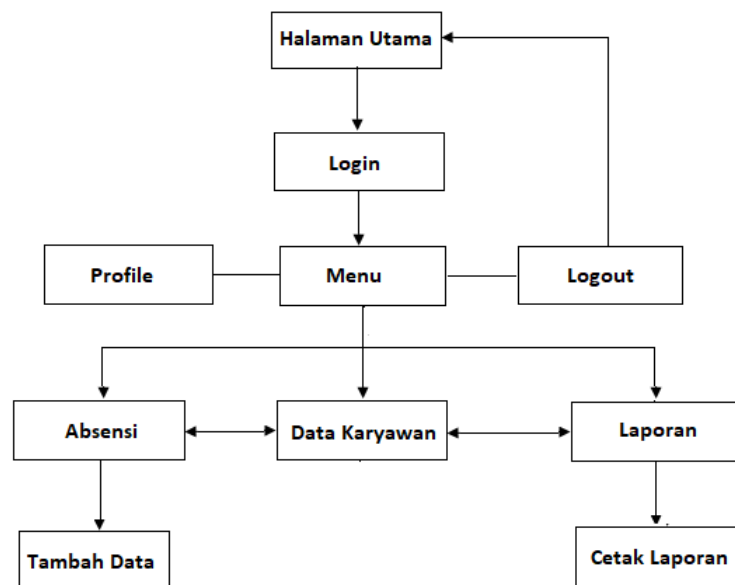 Halaman Utama
Login
Profile
Menu
Logout
Absensi
Data Karyawan
Laporan
Tambah Data
Cetak Laporan